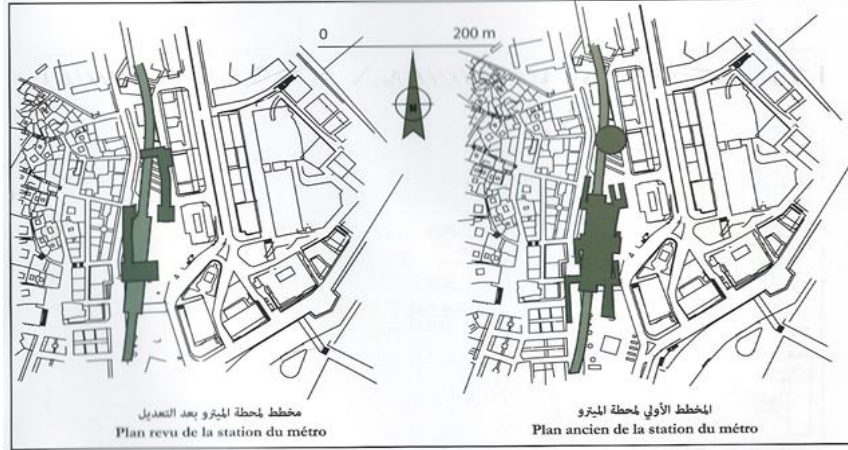 0 200 m
N
مخطط لمحطة الميترو بعد التعديل
Plan revu de la station du métro
المخطط الأولي لمحطة الميترو
Plan ancien de la station du métro